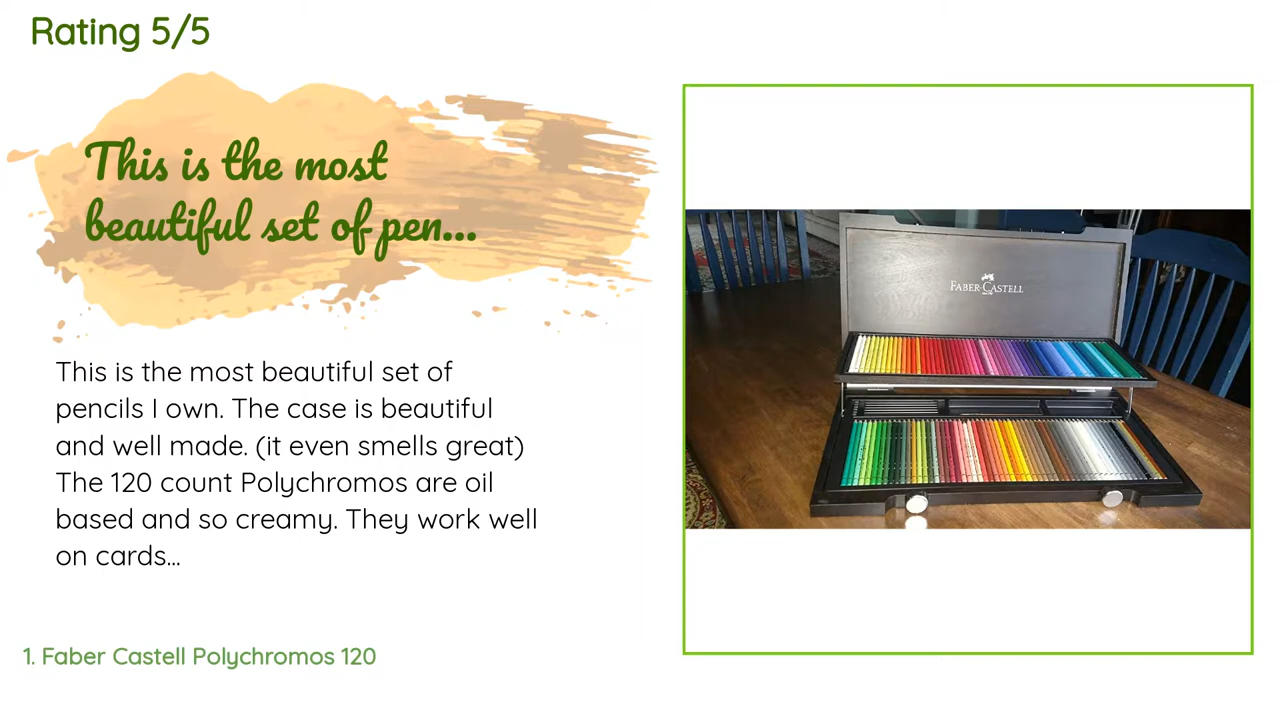 Rating 5/5
This is the most
beautiful set of pen...
This is the most beautiful set of
pencils I own. The case is beautiful
and well made. (it even smells great)
The 120 count Polychromos are oil
based and so creamy. They work well
on cards...
FABER-CASTELL
1. Faber Castell Polychromos 120